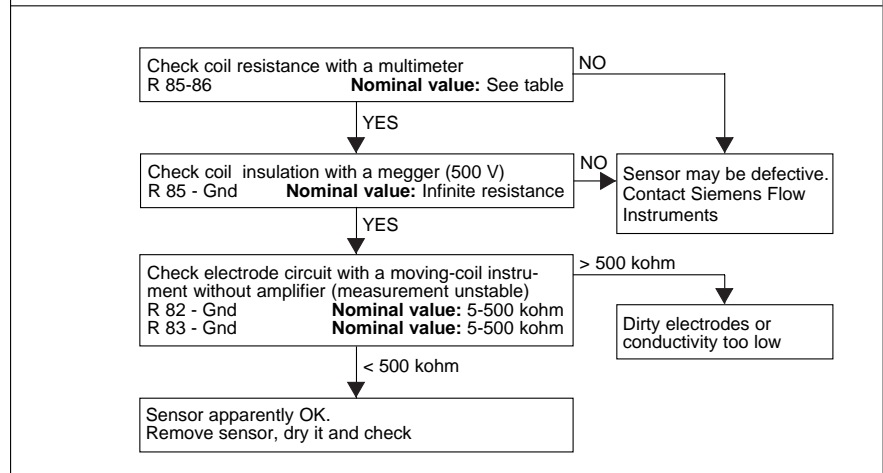 Check coil resistance with a multimeter
R 85-86 Nominal value: See table
NO
YES
Check coil insulation with a megger (500 V)
R 85 - Gnd Nominal value: Infinite resistance
NO
Sensor may be defective.
Contact Siemens Flow
Instruments
YES
Check electrode circuit with a moving-coil instru-
ment without amplifier (measurement unstable)
R 82 - Gnd Nominal value: 5-500 kohm
R 83 - Gnd Nominal value: 5-500 kohm
> 500 kohm
Dirty electrodes or
conductivity too low
< 500 kohm
Sensor apparently OK.
Remove sensor, dry it and check